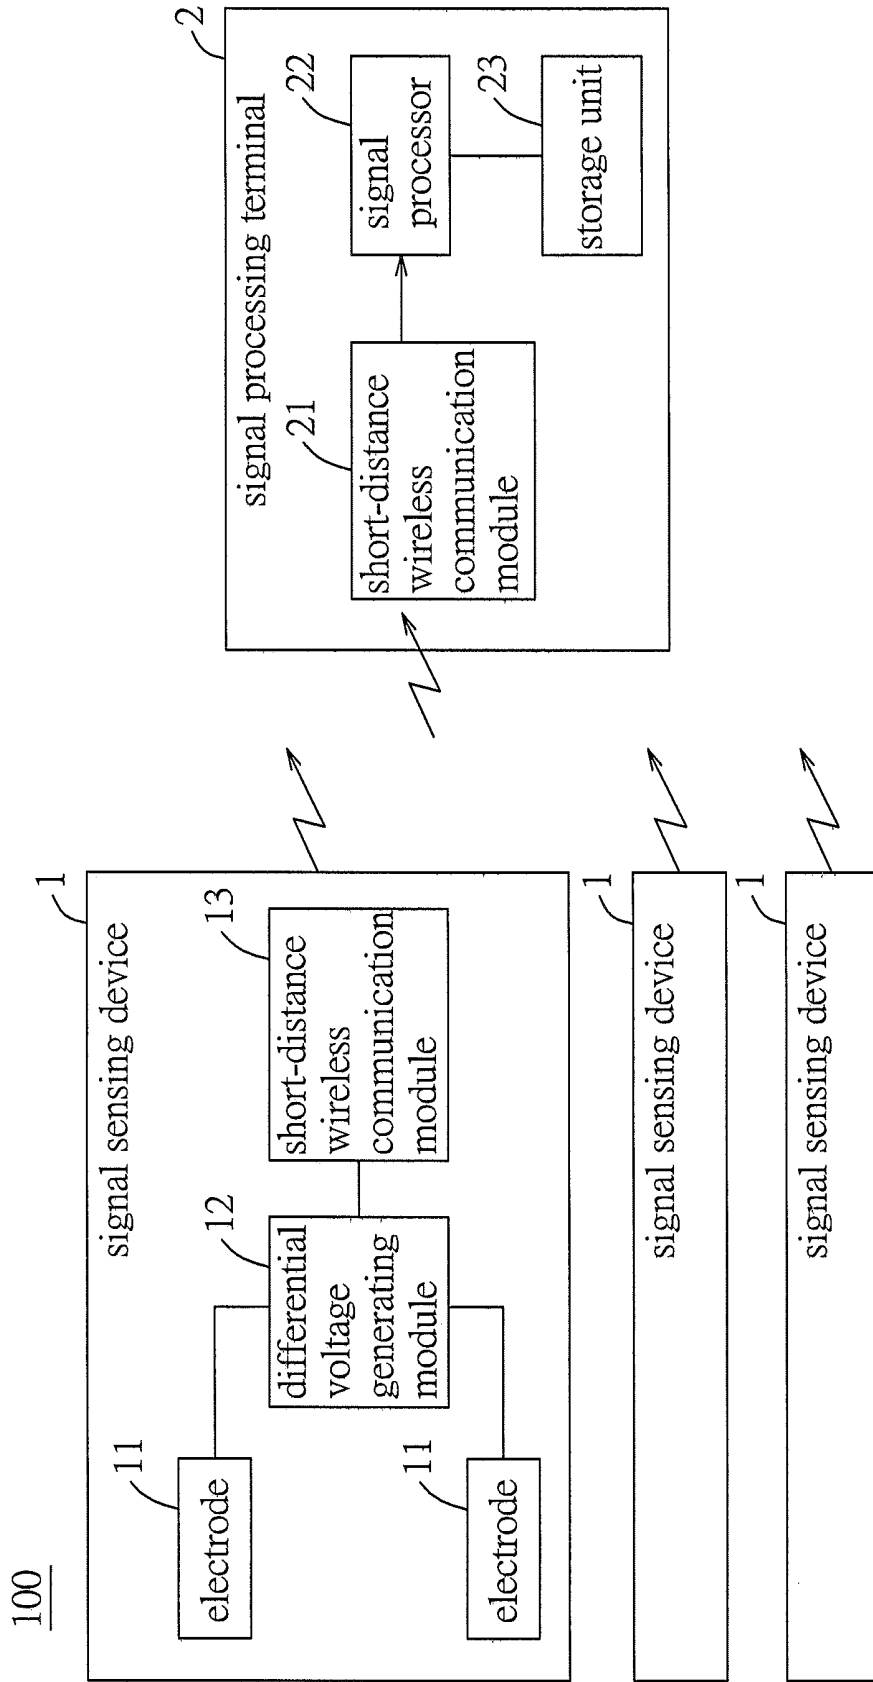 100
1
signal sensing device
11
electrode
11
electrode
12
differential
voltage
generating
module
13
short-distance
wireless
communication
module
1
signal sensing device
1
signal sensing device
2
signal processing terminal
21
short-distance
wireless
communication
module
22
signal
processor
23
storage unit